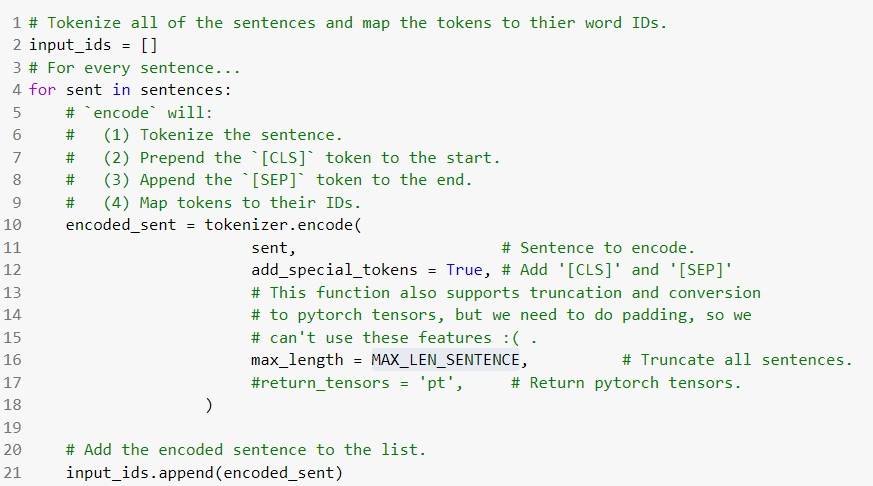 1 # Tokenize all of the sentences and map the tokens to thier word IDs.
2 input_ids = []
3 # For every sentence...
4 for sent in sentences:
5     # `encode` will:
6     #   (1) Tokenize the sentence.
7     #   (2) Prepend the `[CLS]` token to the start.
8     #   (3) Append the `[SEP]` token to the end.
9     #   (4) Map tokens to their IDs.
10     encoded_sent = tokenizer.encode(
11                         sent,                      # Sentence to encode.
12                         add_special_tokens = True, # Add '[CLS]' and '[SEP]'
13                         # This function also supports truncation and conversion
14                         # to pytorch tensors, but we need to do padding, so we
15                         # can't use these features :( .
16                         max_length = MAX_LEN_SENTENCE,          # Truncate all sentences.
17                         #return_tensors = 'pt',     # Return pytorch tensors.
18                    )
19
20     # Add the encoded sentence to the list.
21     input_ids.append(encoded_sent)